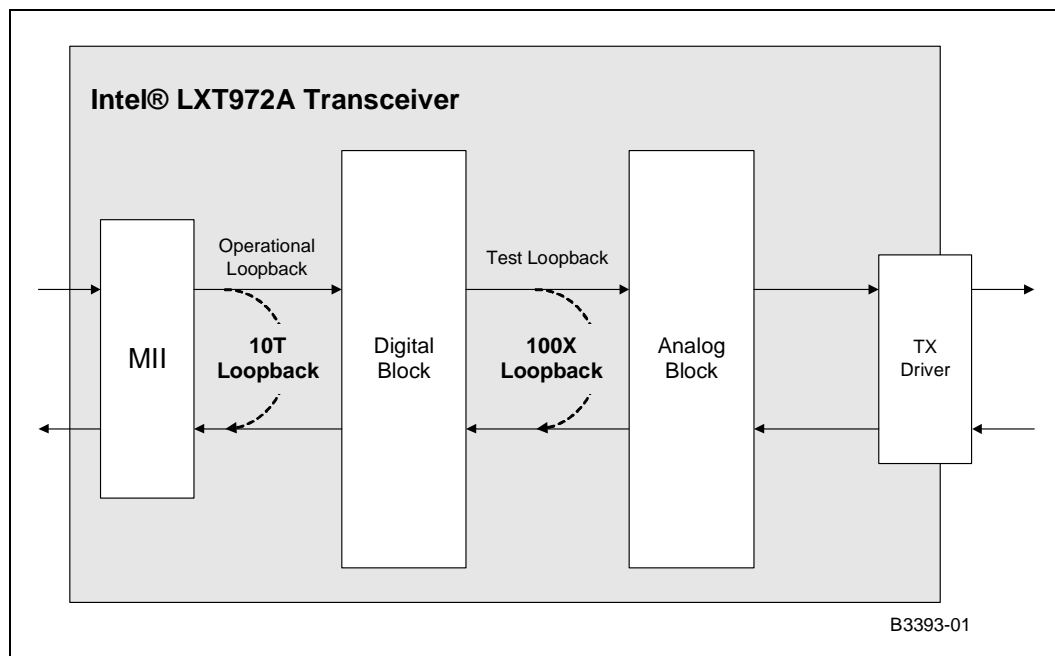 Intel® LXT972A Transceiver
Operational
Loopback
Test Loopback
MII
10T
Loopback
Digital
Block
100X
Loopback
Analog
Block
TX
Driver
B3393-01